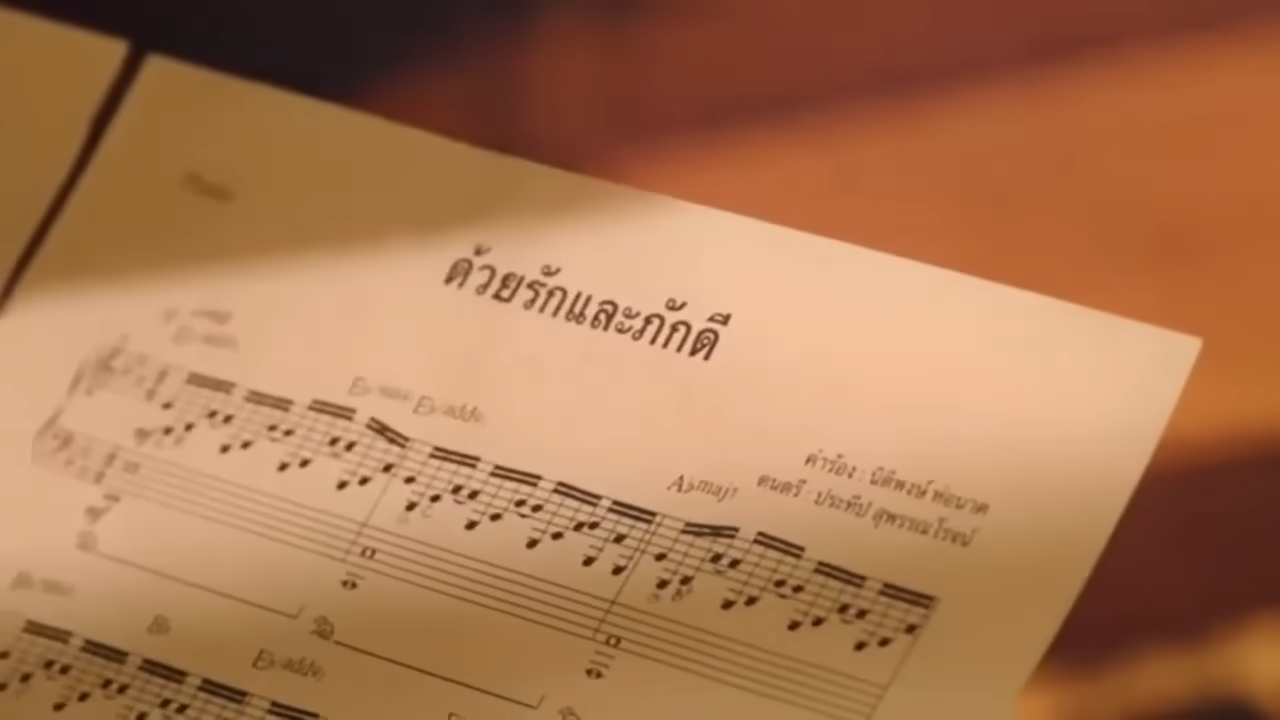 ด้วยรักและภักดี
E♭add9
A♭maj7
คำร้อง : นิติพงษ์ ห่อนาค
ดนตรี : ประทีป สุพรรณโรจน์
B♭
E♭add9